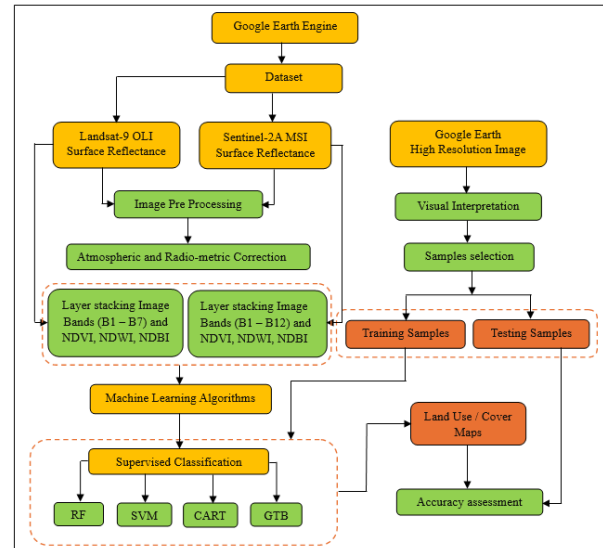 Google Earth Engine
Dataset
Landsat-9 OLI
Surface Reflectance
Sentinel-2A MSI
Surface Reflectance
Google Earth
High Resolution Image
Image Pre Processing
Visual Interpretation
Atmospheric and Radio-metric Correction
Samples selection
Layer stacking Image
Bands (B1 – B7) and
NDVI, NDWI, NDBI
Layer stacking Image
Bands (B1 – B12) and
NDVI, NDWI, NDBI
Training Samples
Testing Samples
Machine Learning Algorithms
Land Use / Cover
Maps
Supervised Classification
RF
SVM
CART
GTB
Accuracy assessment